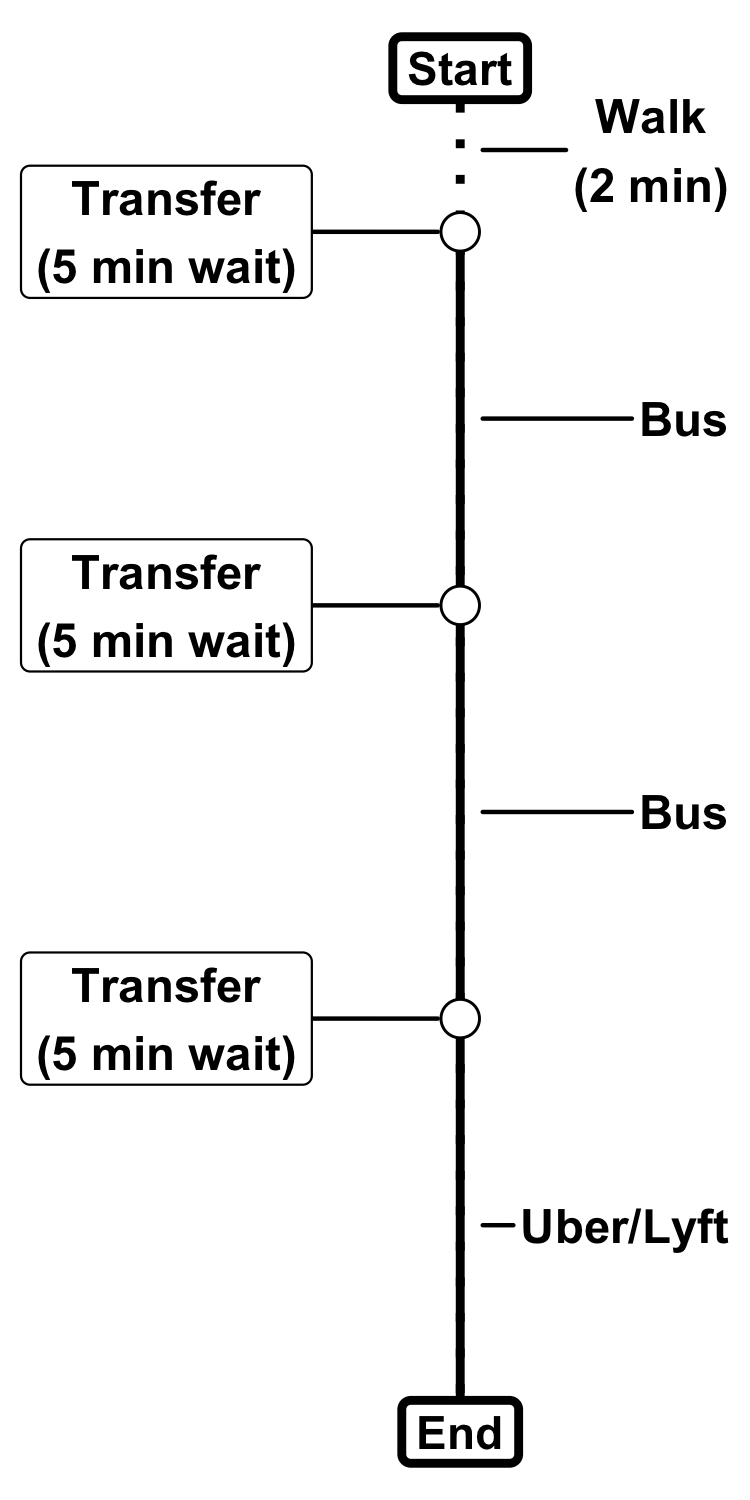 Start
Walk
(2 min)
Transfer
(5 min wait)
Bus
Transfer
(5 min wait)
Bus
Transfer
(5 min wait)
Uber/Lyft
End